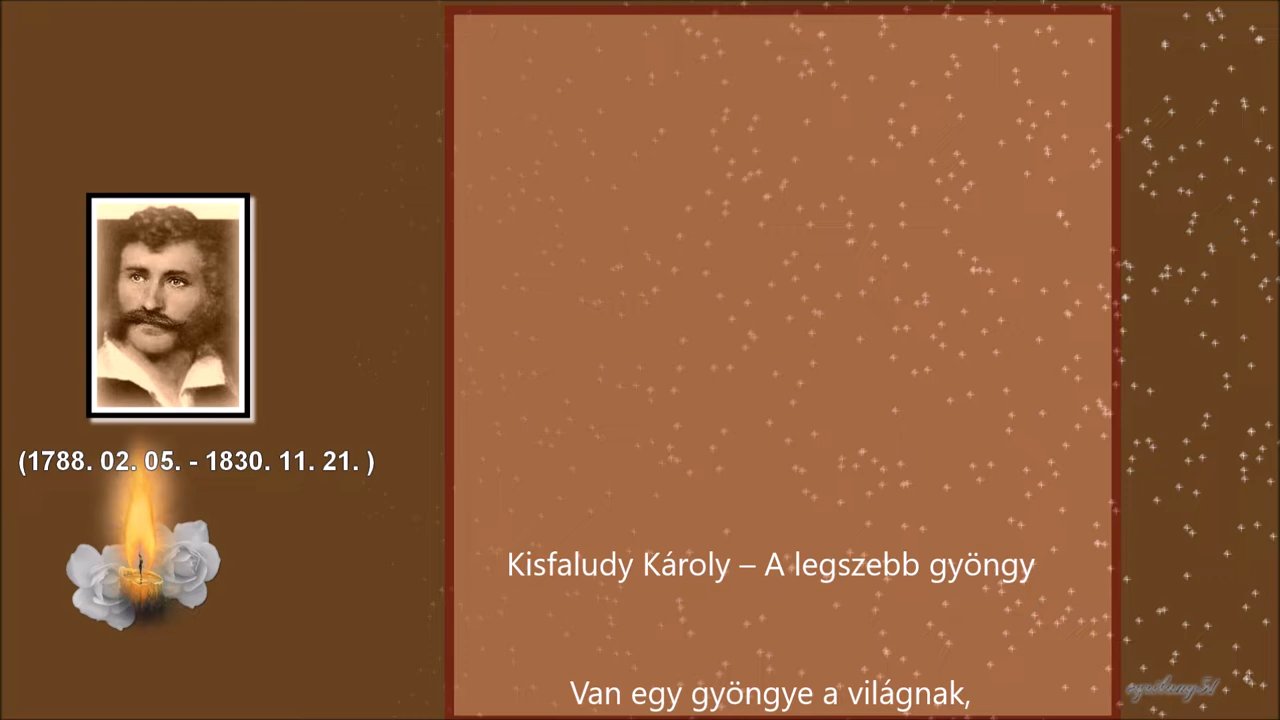 (1788. 02. 05. - 1830. 11. 21. )
Kisfaludy Károly – A legszebb gyöngy
Van egy gyöngye a világnak,